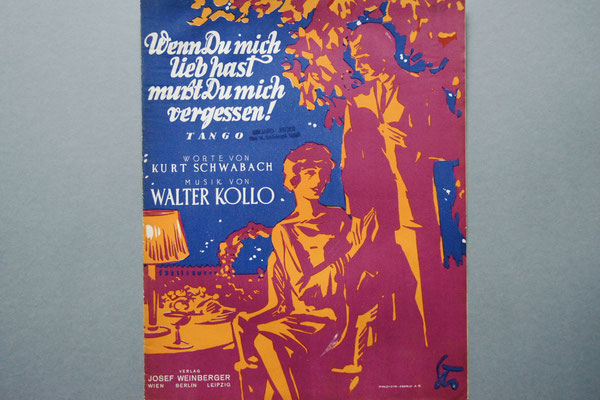 Wenn Du mich
lieb hast
mußt Du mich
vergessen!
TANGO
WORTE VON
KURT SCHWABACH
MUSIK VON
WALTER KOLLO
VERLAG
JOSEF WEINBERGER
WIEN BERLIN LEIPZIG